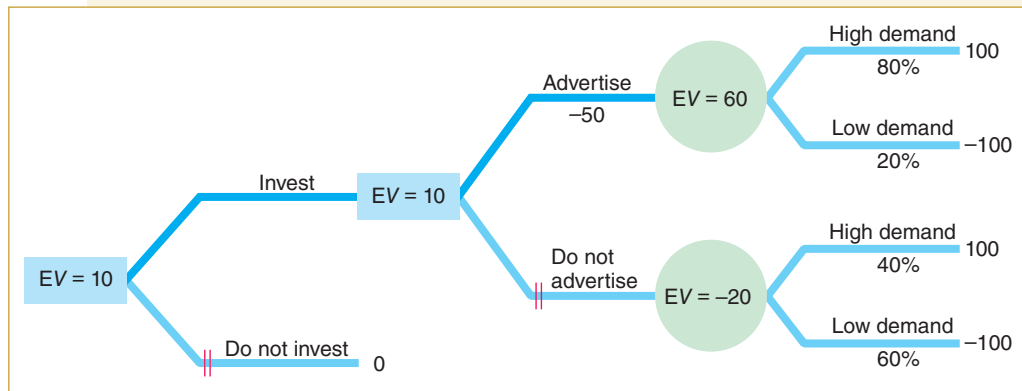 High demand
100
80%
Advertise
-50
EV = 60
Low demand
-100
20%
Invest
EV = 10
High demand
100
40%
Do not
advertise
EV = –20
EV = 10
Low demand
–100
60%
Do not invest
0